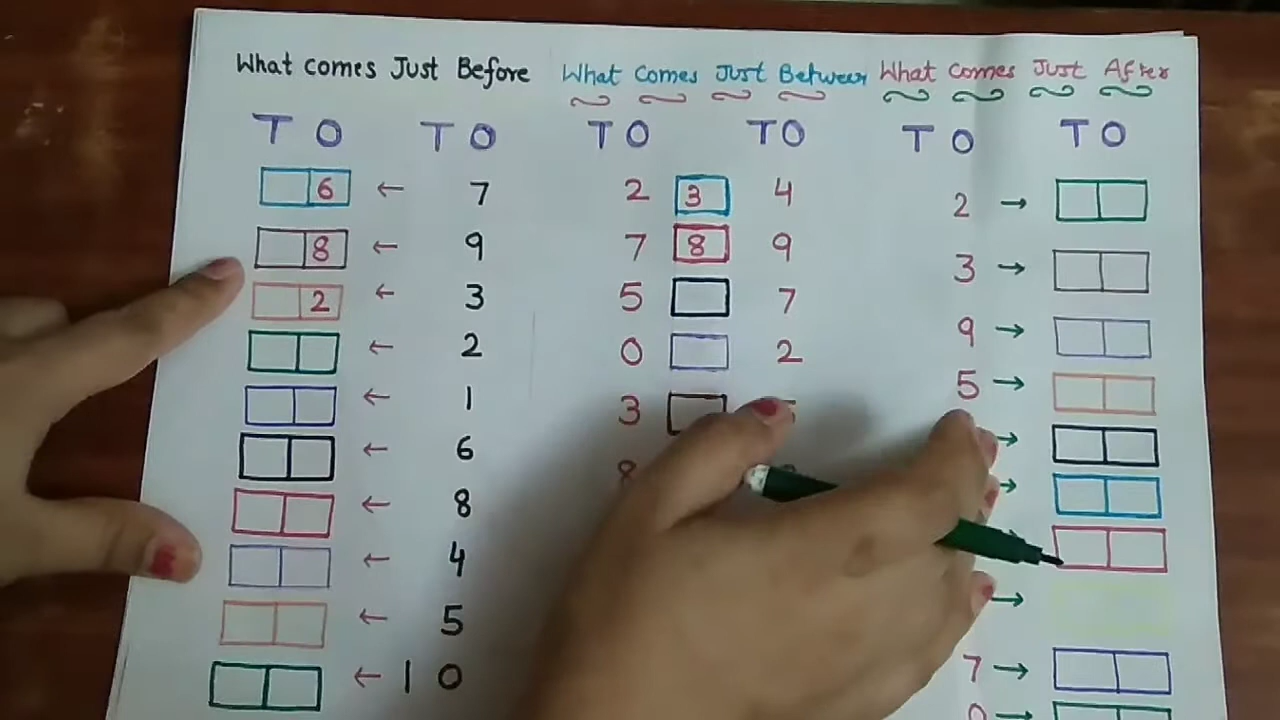 What comes Just Before What Comes Just Between What Comes Just After
T O T O T O T O T O T O
6 ← 7 2 3 4 2 →
8 ← 9 7 8 9 3 →
2 ← 3 5 7 9 →
← 2 0 2 5 →
← 1 3 →
← 6 8 →
← 8 →
← 4 →
← 5 7 →
← 1 0 →